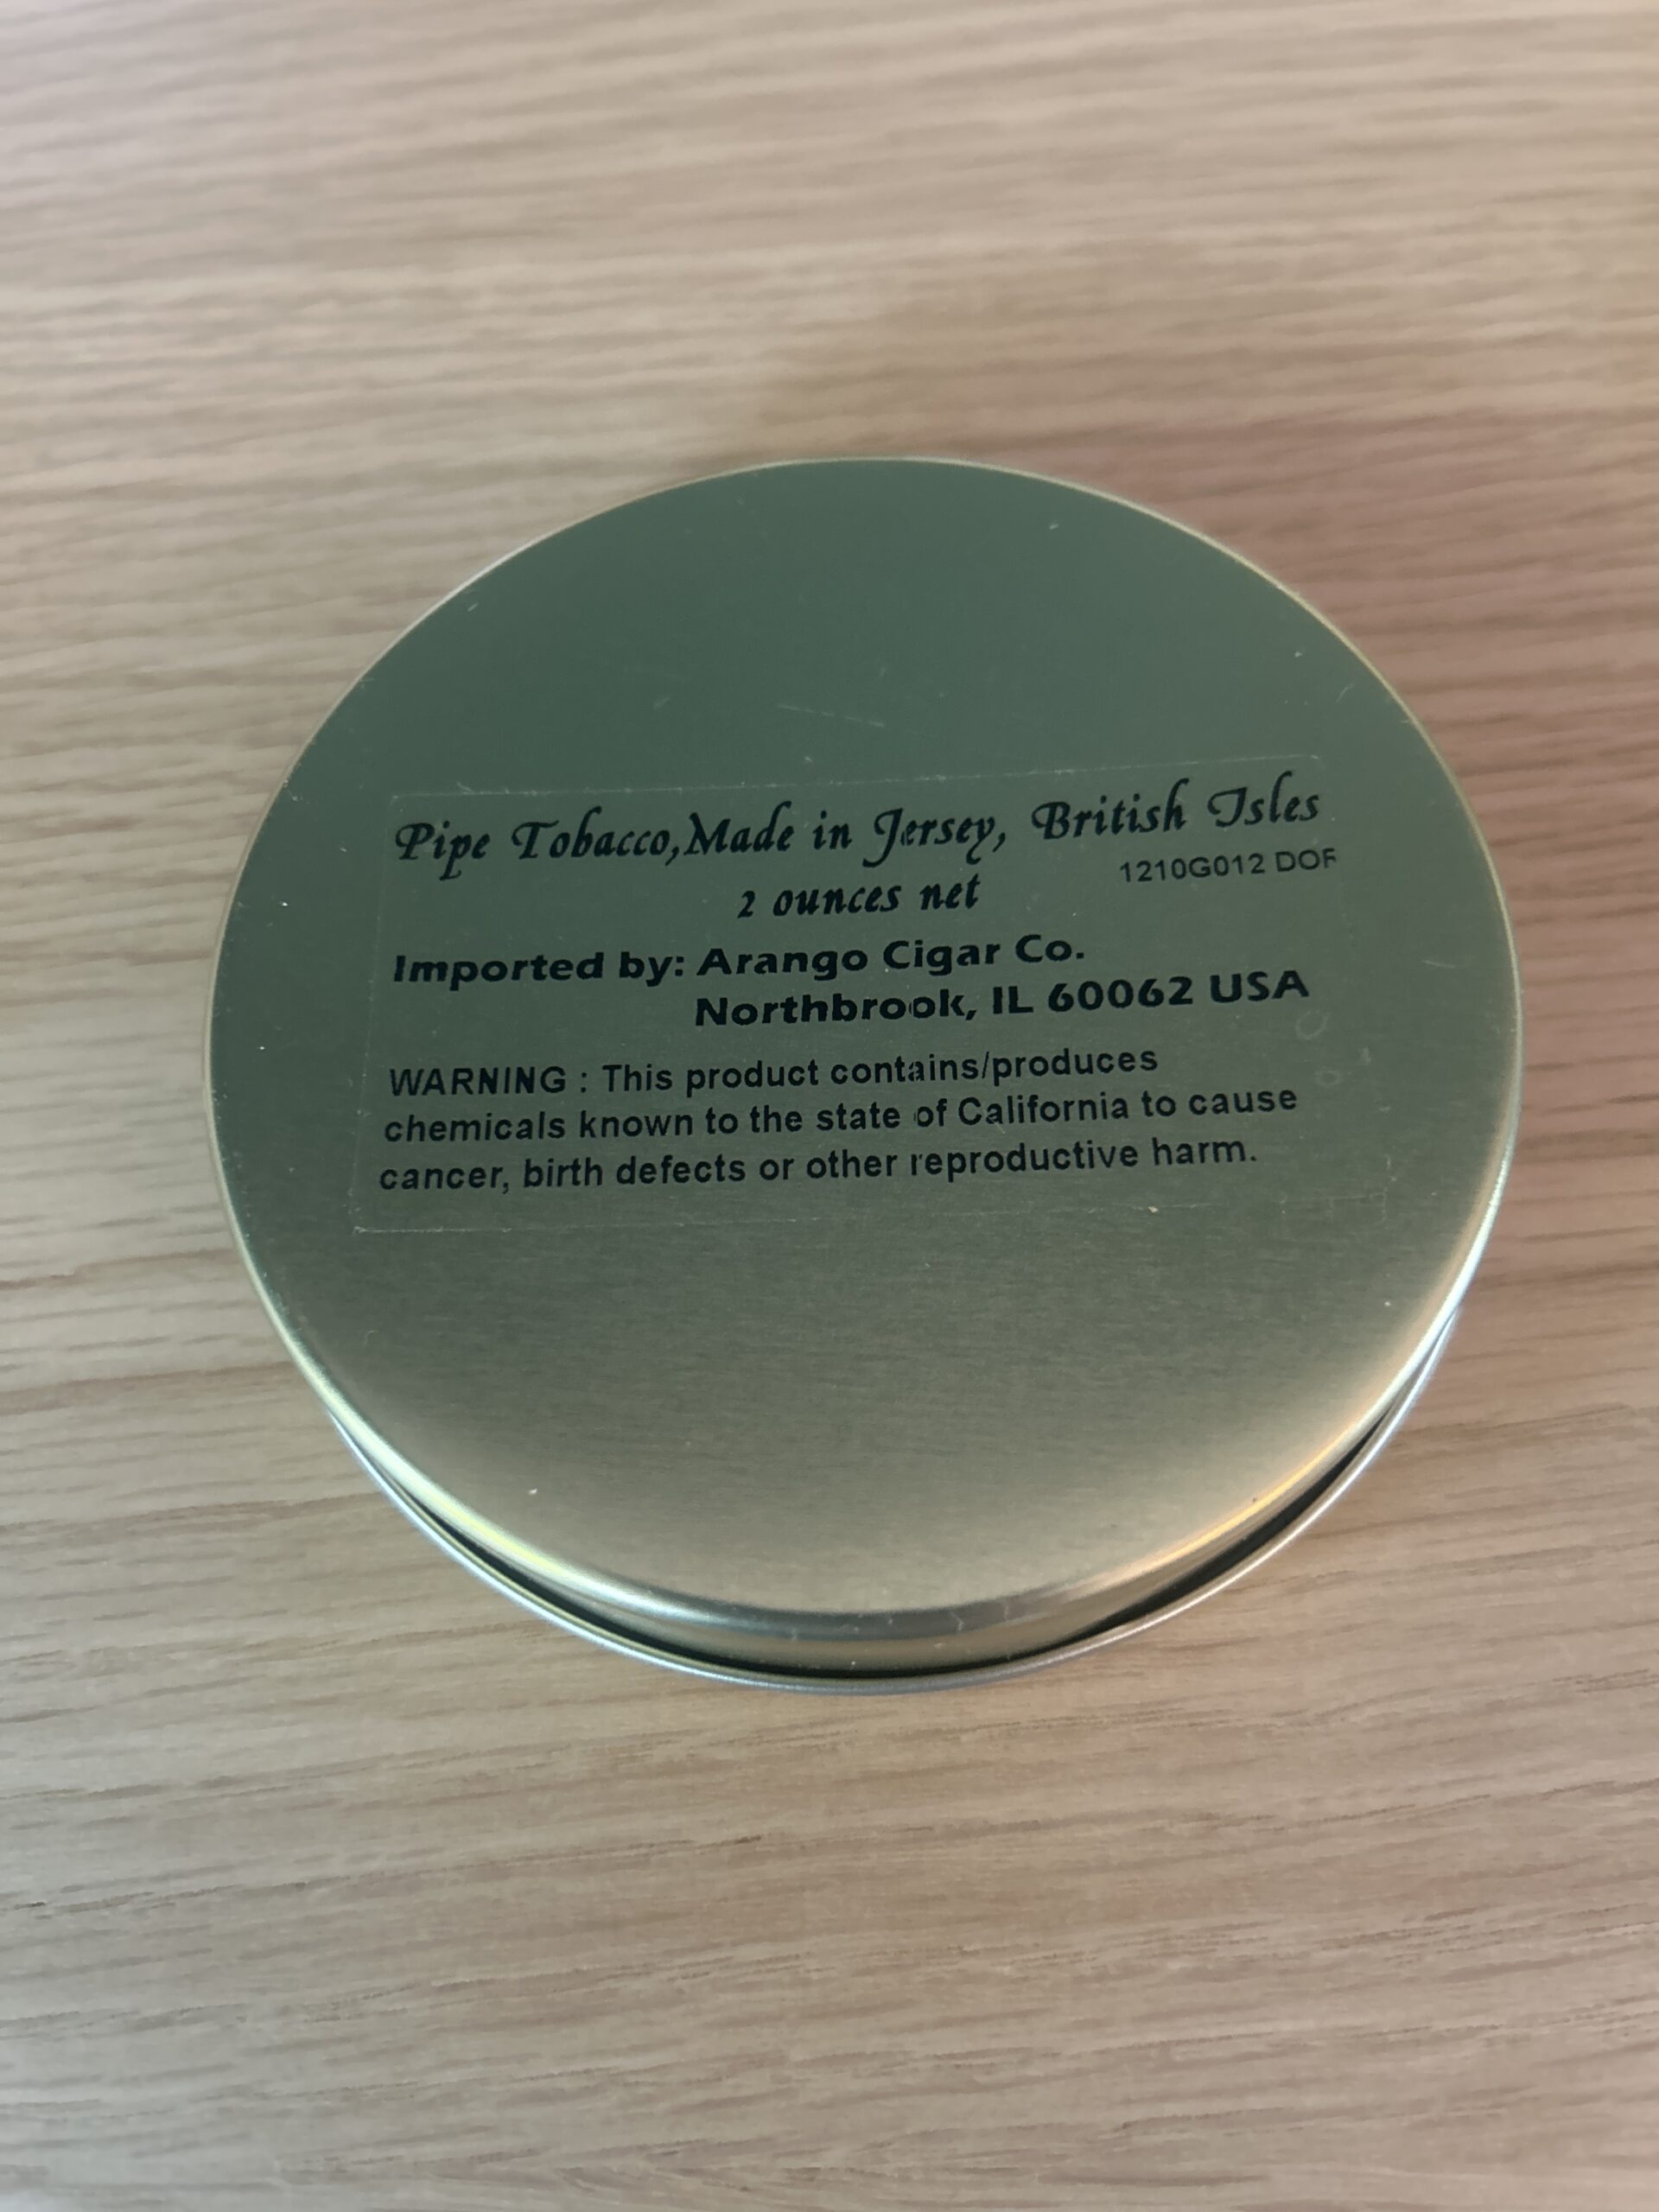 Pipe Tobacco,Made in Jersey, British Isles
1210G012 DOF
2 ounces net
Imported by: Arango Cigar Co.
Northbrook, IL 60062 USA
WARNING : This product contains/produces
chemicals known to the state of California to cause
cancer, birth defects or other reproductive harm.